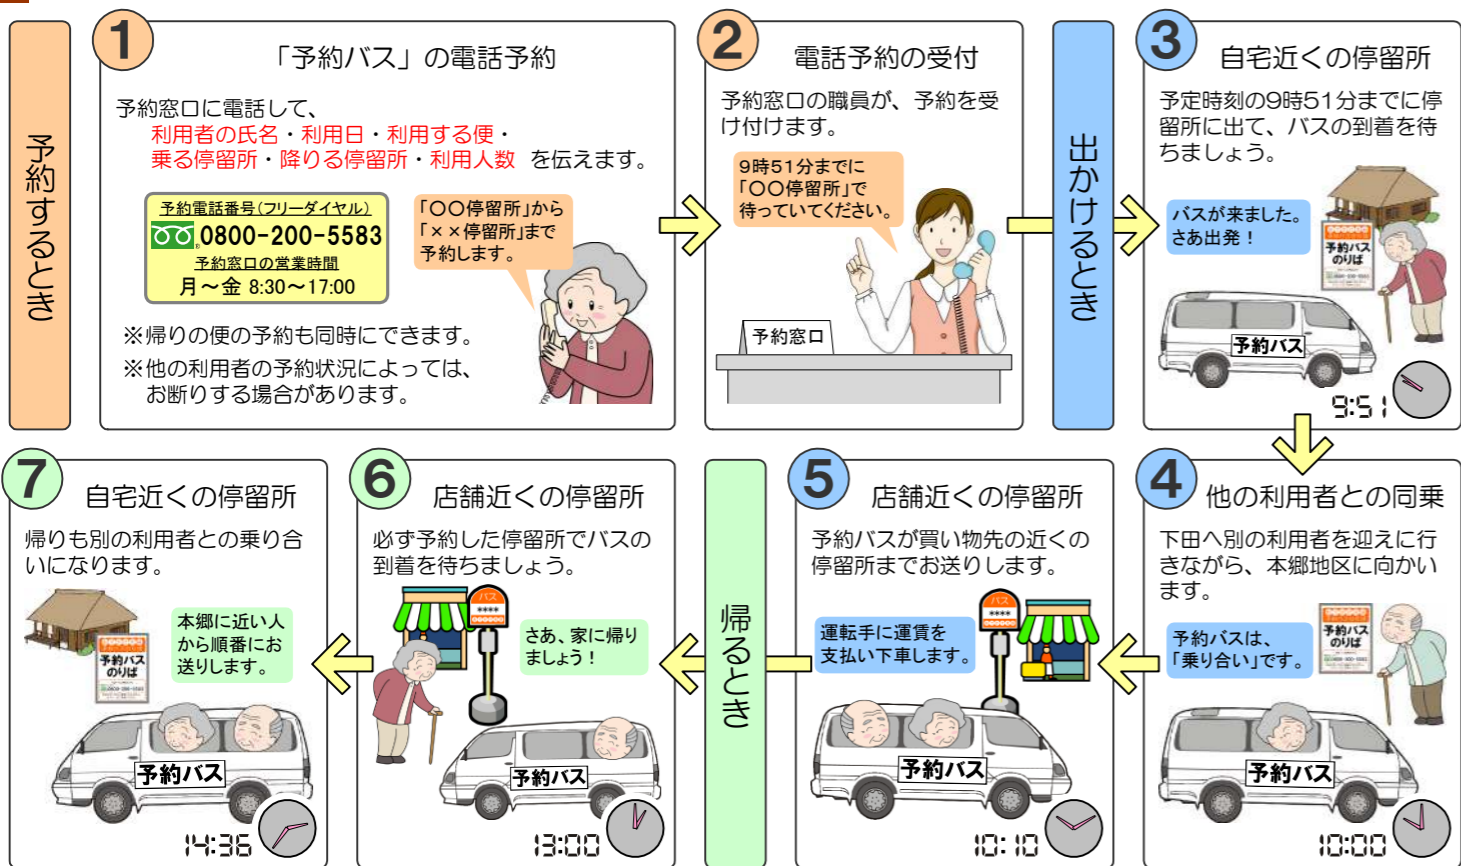 予約するとき
1
「予約バス」の電話予約
予約窓口に電話して、
利用者の氏名・利用日・利用する便・
乗る停留所・降りる停留所・利用人数 を伝えます。
予約電話番号(フリーダイヤル)
0800-200-5583
予約窓口の営業時間
月～金 8:30～17:00
「〇〇停留所」から
「××停留所」まで
予約します。
※帰りの便の予約も同時にできます。
※他の利用者の予約状況によっては、
お断りする場合があります。
2
電話予約の受付
予約窓口の職員が、予約を受
け付けます。
9時51分までに
「〇〇停留所」で
待っていてください。
予約窓口
出かけるとき
3
自宅近くの停留所
予定時刻の9時51分までに停
留所に出て、バスの到着を待
ちましょう。
バスが来ました。
さあ出発！
予約バス
のりば
予約バス
9:51
4
他の利用者との同乗
下田へ別の利用者を迎えに行
きながら、本郷地区に向かい
ます。
予約バスは、
「乗り合い」です。
予約バス
のりば
予約バス
10:00
5
店舗近くの停留所
予約バスが買い物先の近くの
停留所までお送りします。
運転手に運賃を
支払い下車します。
バス
****
予約バス
10:10
帰るとき
6
店舗近くの停留所
必ず予約した停留所でバスの
到着を待ちましょう。
バス
****
さあ、家に帰り
ましょう！
予約バス
13:00
7
自宅近くの停留所
帰りも別の利用者との乗り合
いになります。
本郷に近い人
から順番にお
送りします。
予約バス
のりば
予約バス
14:36